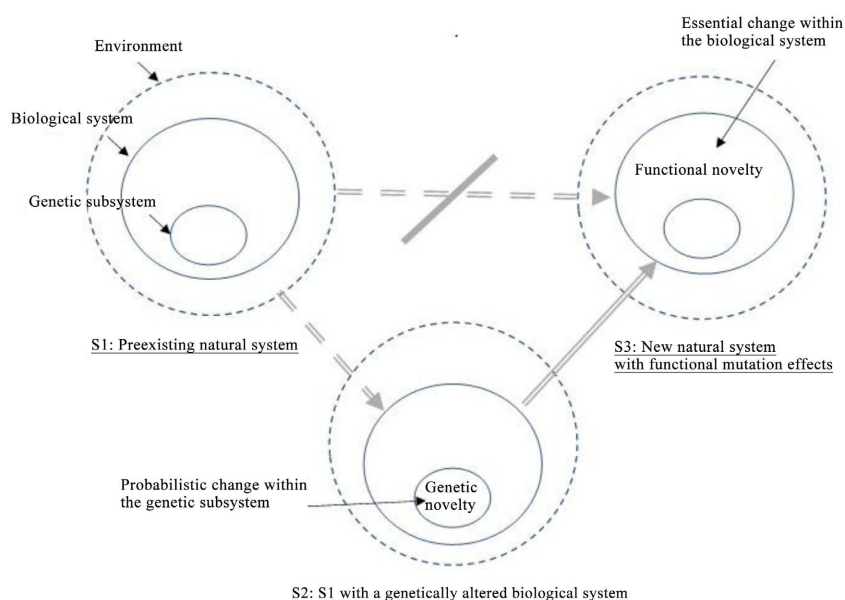 Essential change within
the biological system
Environment
Biological system
Genetic subsystem
Functional novelty
S1: Preexisting natural system
S3: New natural system
with functional mutation effects
Probabilistic change within
the genetic subsystem
Genetic
novelty
S2: S1 with a genetically altered biological system